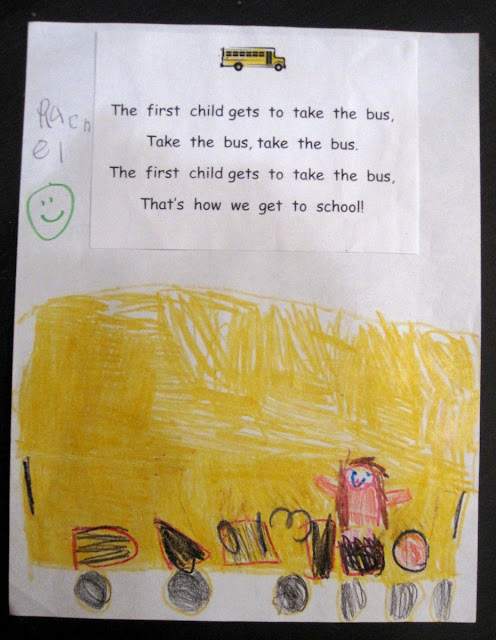 Rach
el
The first child gets to take the bus,
Take the bus, take the bus.
The first child gets to take the bus,
That's how we get to school!